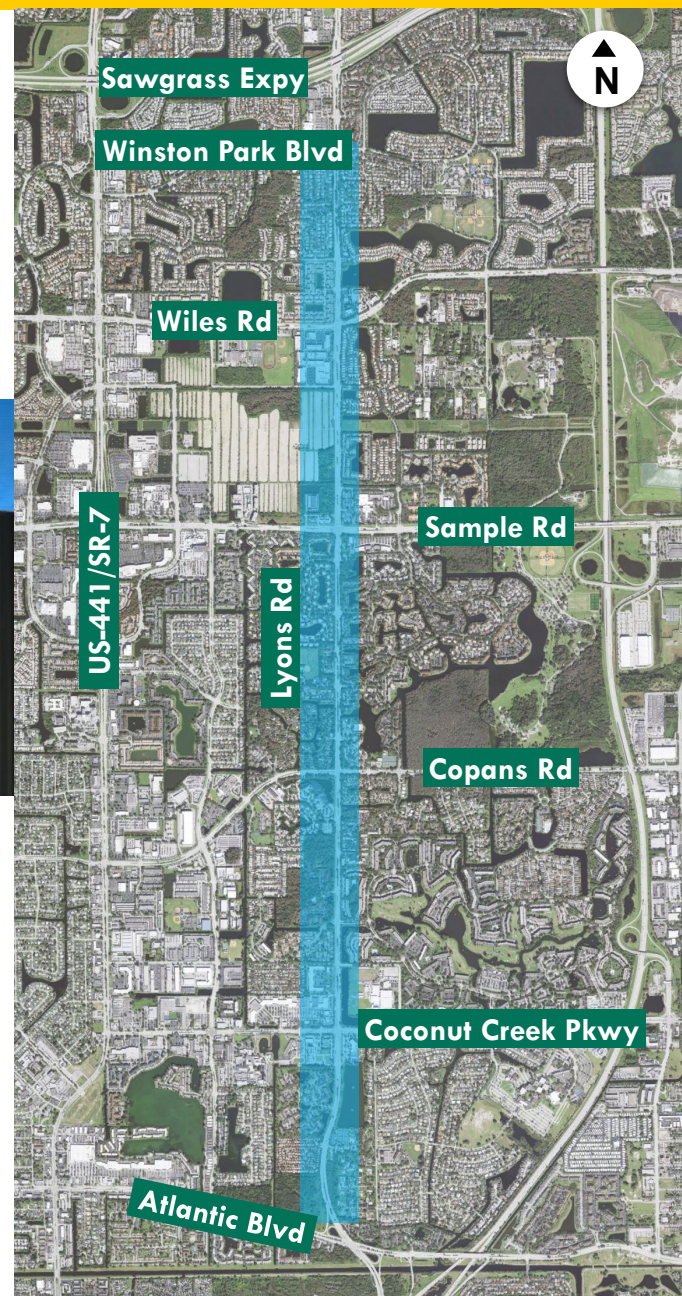 Sawgrass Expy
N
Winston Park Blvd
Wiles Rd
US-441/SR-7
Sample Rd
Lyons Rd
Copans Rd
Coconut Creek Pkwy
Atlantic Blvd